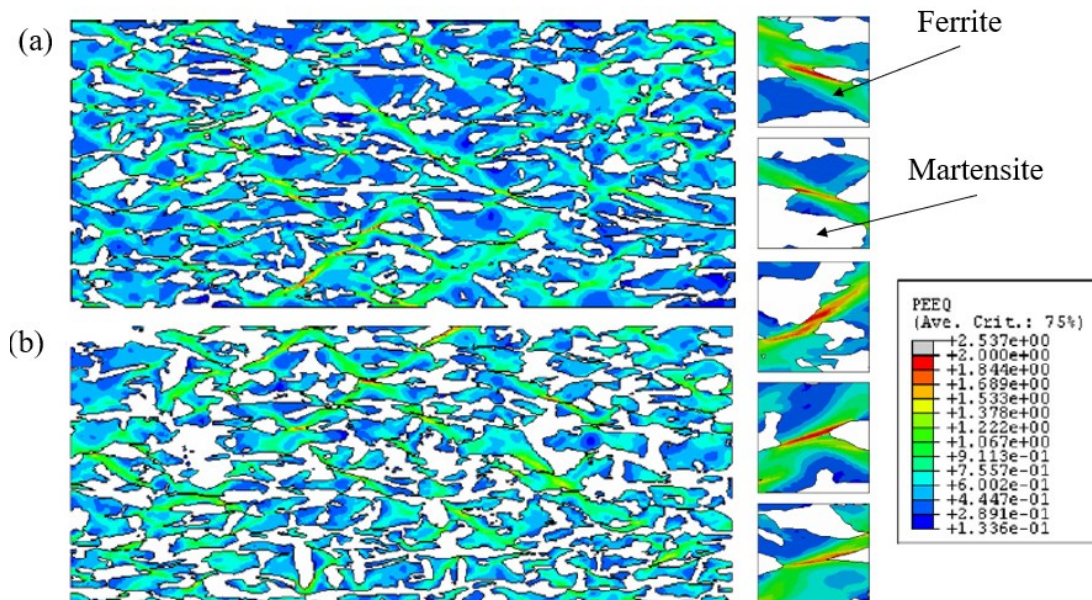 (a)
Ferrite
Martensite
(b)
PEEQ
(Ave. Crit.: 75%)
+2.537e+00
+2.000e+00
+1.844e+00
+1.689e+00
+1.533e+00
+1.378e+00
+1.222e+00
+1.067e+00
+9.113e-01
+7.557e-01
+6.002e-01
+4.447e-01
+2.891e-01
+1.336e-01